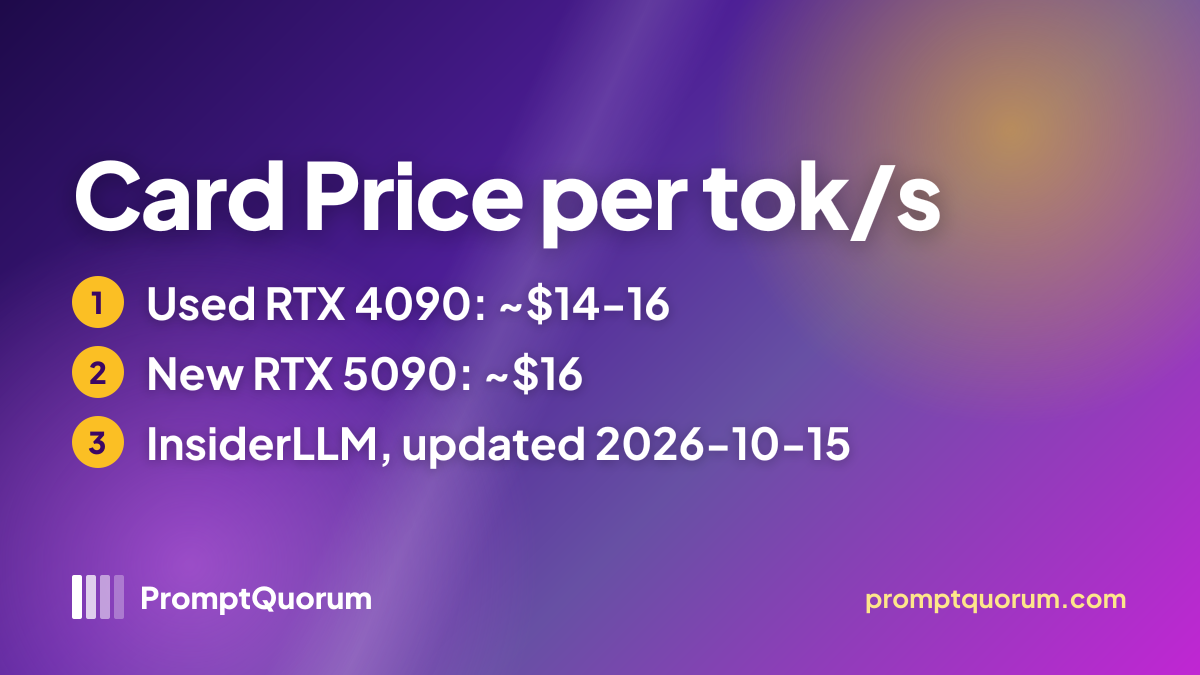 Card Price per tok/s
1 Used RTX 4090: ~$14–16
2 New RTX 5090: ~$16
3 InsiderLLM, updated 2026-10-15
PromptQuorum
promptquorum.com